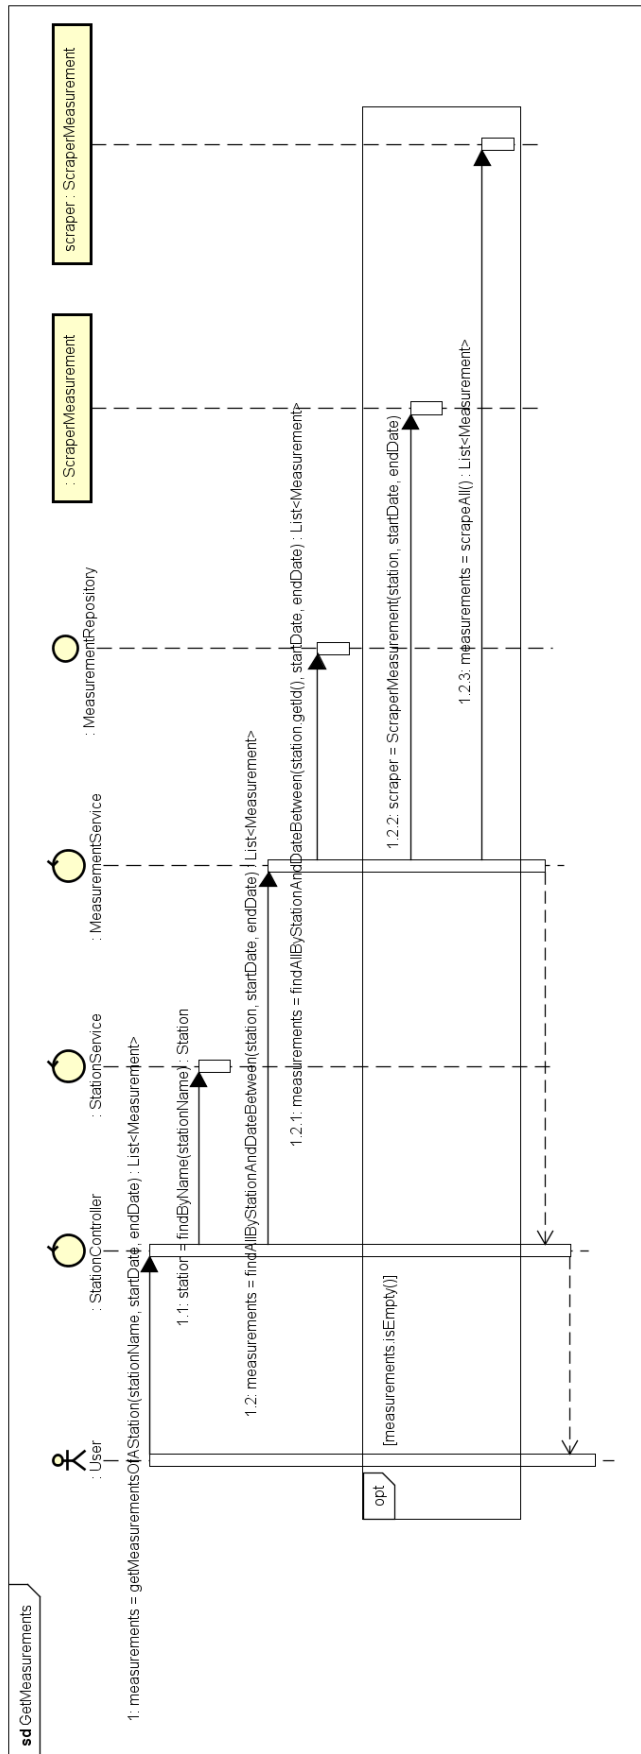 sd GetMeasurements
: User
: StationController
: StationService
: MeasurementService
: MeasurementRepository
: ScraperMeasurement
scraper : ScraperMeasurement
1: measurements = getMeasurementsOfAStation(stationName, startDate, endDate) : List<Measurement>
1.1: station = findByName(stationName) : Station
1.2: measurements = findAllByStationAndDateBetween(station, startDate, endDate) : List<Measurement>
1.2.1: measurements = findAllByStationAndDateBetween(station.getId(), startDate, endDate) : List<Measurement>
opt
[measurements.isEmpty()]
1.2.2: scraper = ScraperMeasurement(station, startDate, endDate)
1.2.3: measurements = scrapeAll() : List<Measurement>